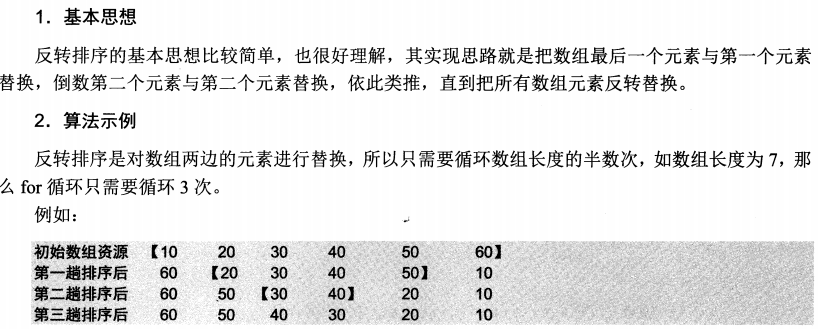 1．基本思想
反转排序的基本思想比较简单，也很好理解，其实现思路就是把数组最后一个元素与第一个元素
替换，倒数第二个元素与第二个元素替换，依此类推，直到把所有数组元素反转替换。
2．算法示例
反转排序是对数组两边的元素进行替换，所以只需要循环数组长度的半数次，如数组长度为 7，那
么 for 循环只需要循环 3 次。
例如：
初始数组资源 【10 20 30 40 50 60】
第一趟排序后 60 【20 30 40 50】 10
第二趟排序后 60 50 【30 40】 20 10
第三趟排序后 60 50 40 30 20 10